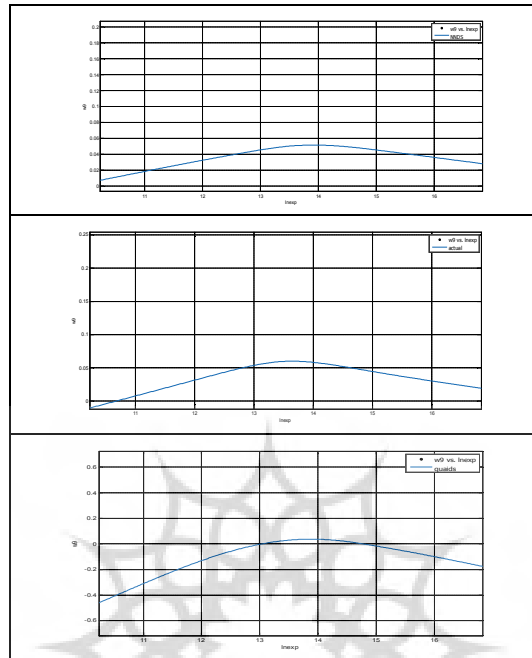 0.2
0.18
0.16
0.14
0.12
0.1
0.08
0.06
0.04
0.02
0
w9
w9 vs. lnexp
NNDS
11 12 13 14 15 16
lnexp
0.25
0.2
0.15
0.1
0.05
0
w9
w9 vs. lnexp
actual
11 12 13 14 15 16
lnexp
0.6
0.4
0.2
0
-0.2
-0.4
-0.6
w9
w9 vs. lnexp
quaids
11 12 13 14 15 16
lnexp